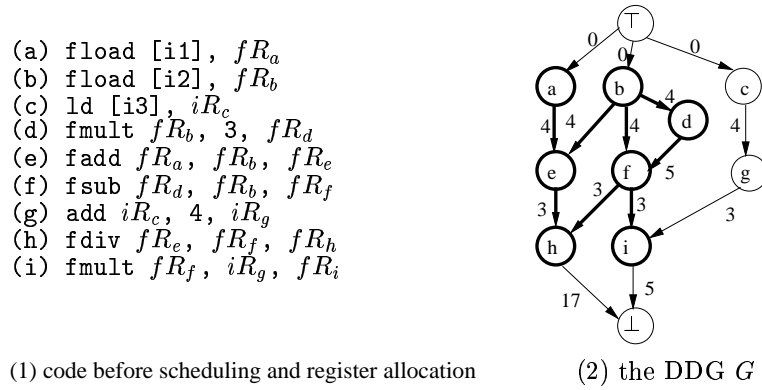 (a) fload [i1], fR_a
(b) fload [i2], fR_b
(c) ld [i3], iR_c
(d) fmult fR_b, 3, fR_d
(e) fadd fR_a, fR_b, fR_e
(f) fsub fR_d, fR_b, fR_f
(g) add iR_c, 4, iR_g
(h) fdiv fR_e, fR_f, fR_h
(i) fmult fR_f, iR_g, fR_i
(1) code before scheduling and register allocation
⊤
0 0 0
a b c
4
d
4 4 4 4
5
e f g
3 3 3 3
h i
17 5
⊥
(2) the DDG G